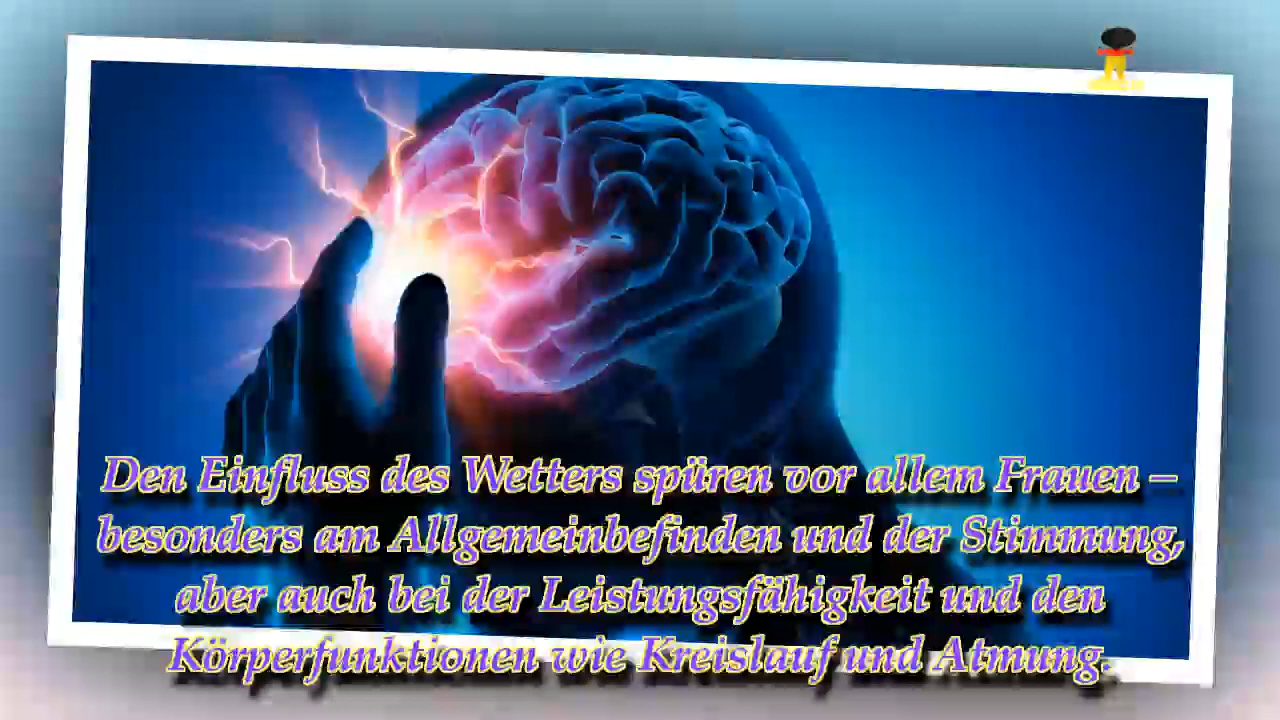 Den Einfluss des Wetters spüren vor allem Frauen –
besonders am Allgemeinbefinden und der Stimmung,
aber auch bei der Leistungsfähigkeit und den
Körperfunktionen wie Kreislauf und Atmung.